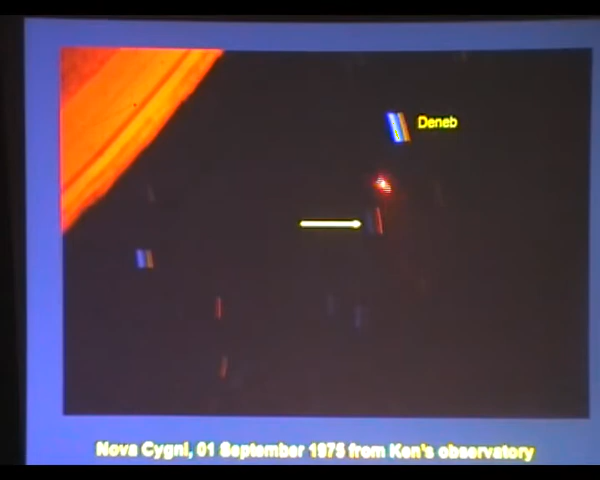 Deneb
Nova Cygni, 01 September 1975 from Ken's observatory